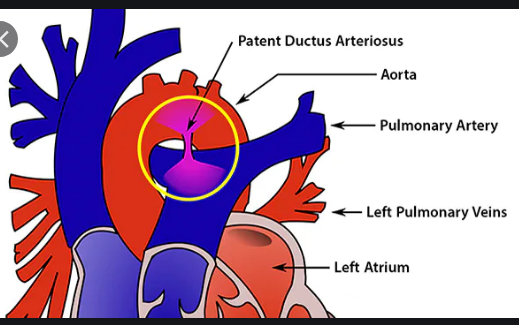 Patent Ductus Arteriosus
Aorta
Pulmonary Artery
Left Pulmonary Veins
Left Atrium